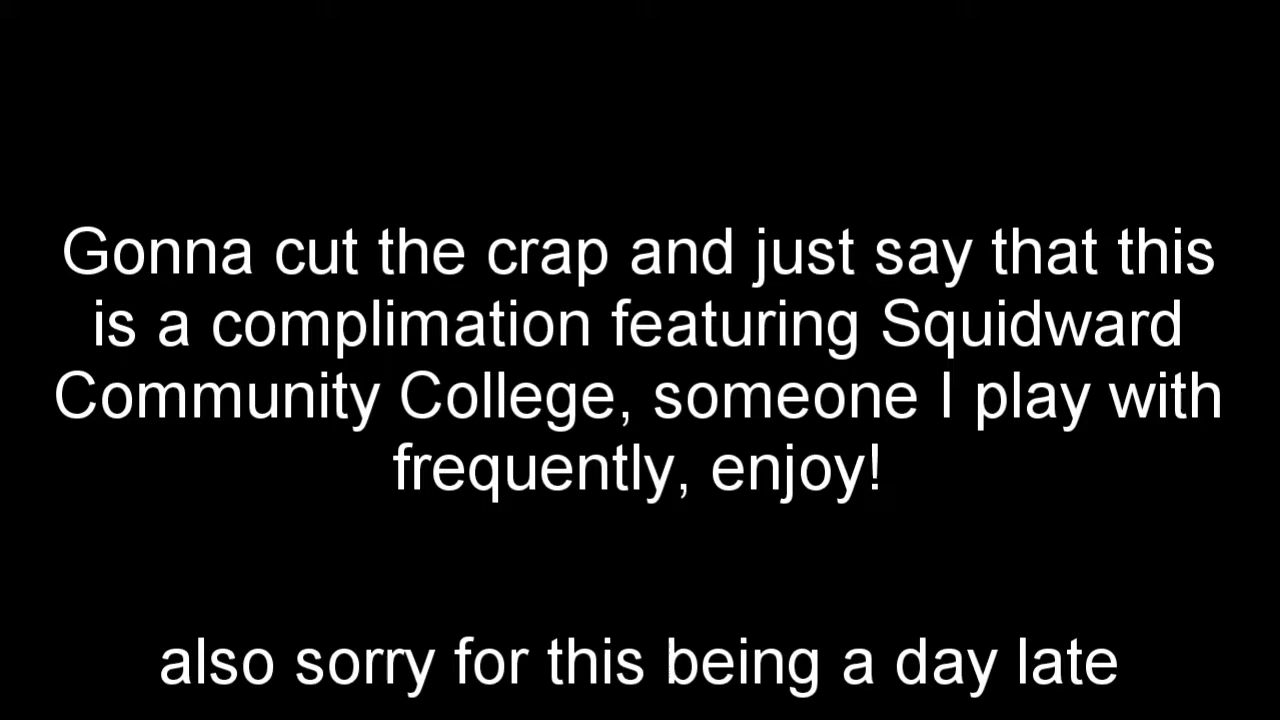 Gonna cut the crap and just say that this
is a complimation featuring Squidward
Community College, someone I play with
frequently, enjoy!
also sorry for this being a day late